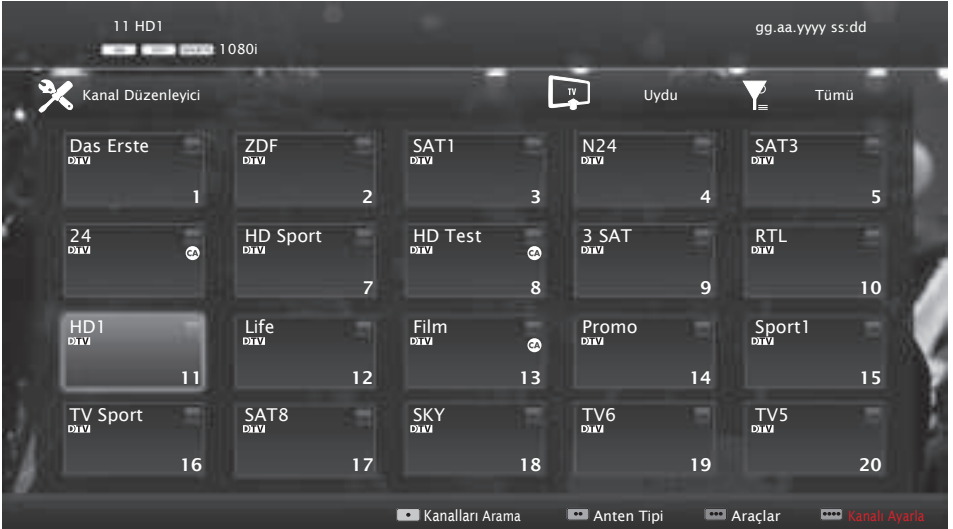 11 HD1
gg.aa.yyyy ss:dd
1080i
Kanal Düzenleyici
TV
Uydu
Tümü
Das Erste
DTV
1
ZDF
DTV
2
SAT1
DTV
3
N24
DTV
4
SAT3
DTV
5
24
DTV
CA
HD Sport
DTV
7
HD Test
DTV
CA
8
3 SAT
DTV
9
RTL
DTV
10
HD1
DTV
11
Life
DTV
12
Film
DTV
CA
13
Promo
DTV
14
Sport1
DTV
15
TV Sport
DTV
16
SAT8
DTV
17
SKY
DTV
18
TV6
DTV
19
TV5
DTV
20
Kanalları Arama
Anten Tipi
Araçlar
Kanalı Ayarla